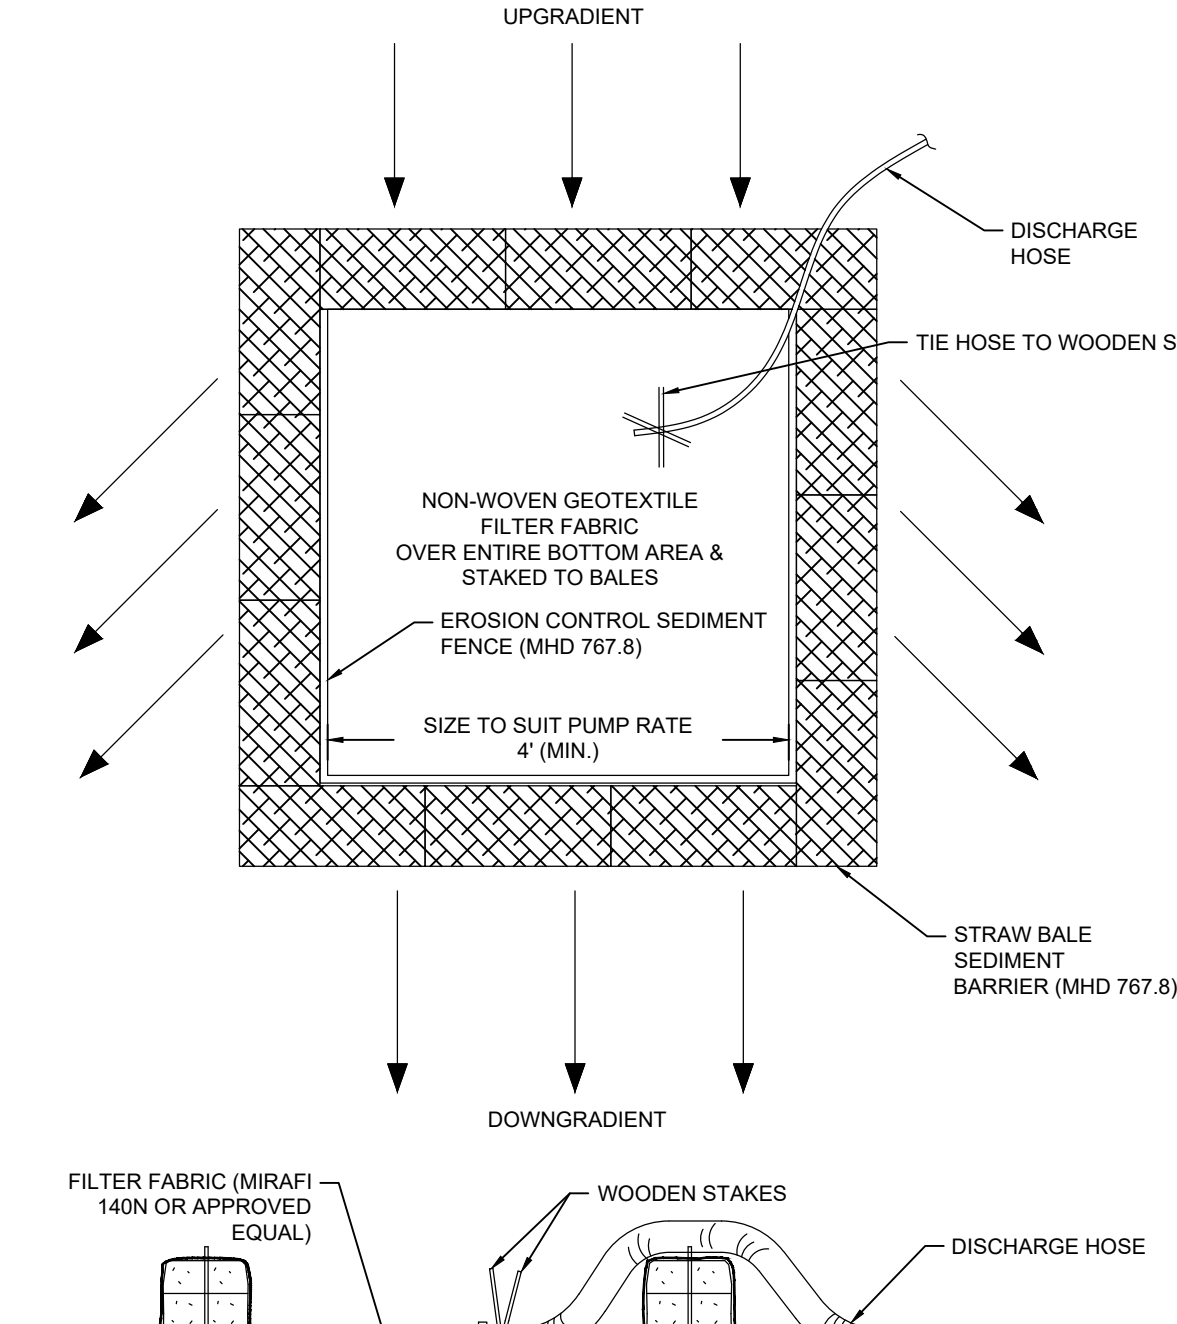 UPGRADIENT
DISCHARGE
HOSE
TIE HOSE TO WOODEN S
NON-WOVEN GEOTEXTILE
FILTER FABRIC
OVER ENTIRE BOTTOM AREA &
STAKED TO BALES
EROSION CONTROL SEDIMENT
FENCE (MHD 767.8)
SIZE TO SUIT PUMP RATE
4' (MIN.)
STRAW BALE
SEDIMENT
BARRIER (MHD 767.8)
DOWNGRADIENT
FILTER FABRIC (MIRAFI
140N OR APPROVED
EQUAL)
WOODEN STAKES
DISCHARGE HOSE